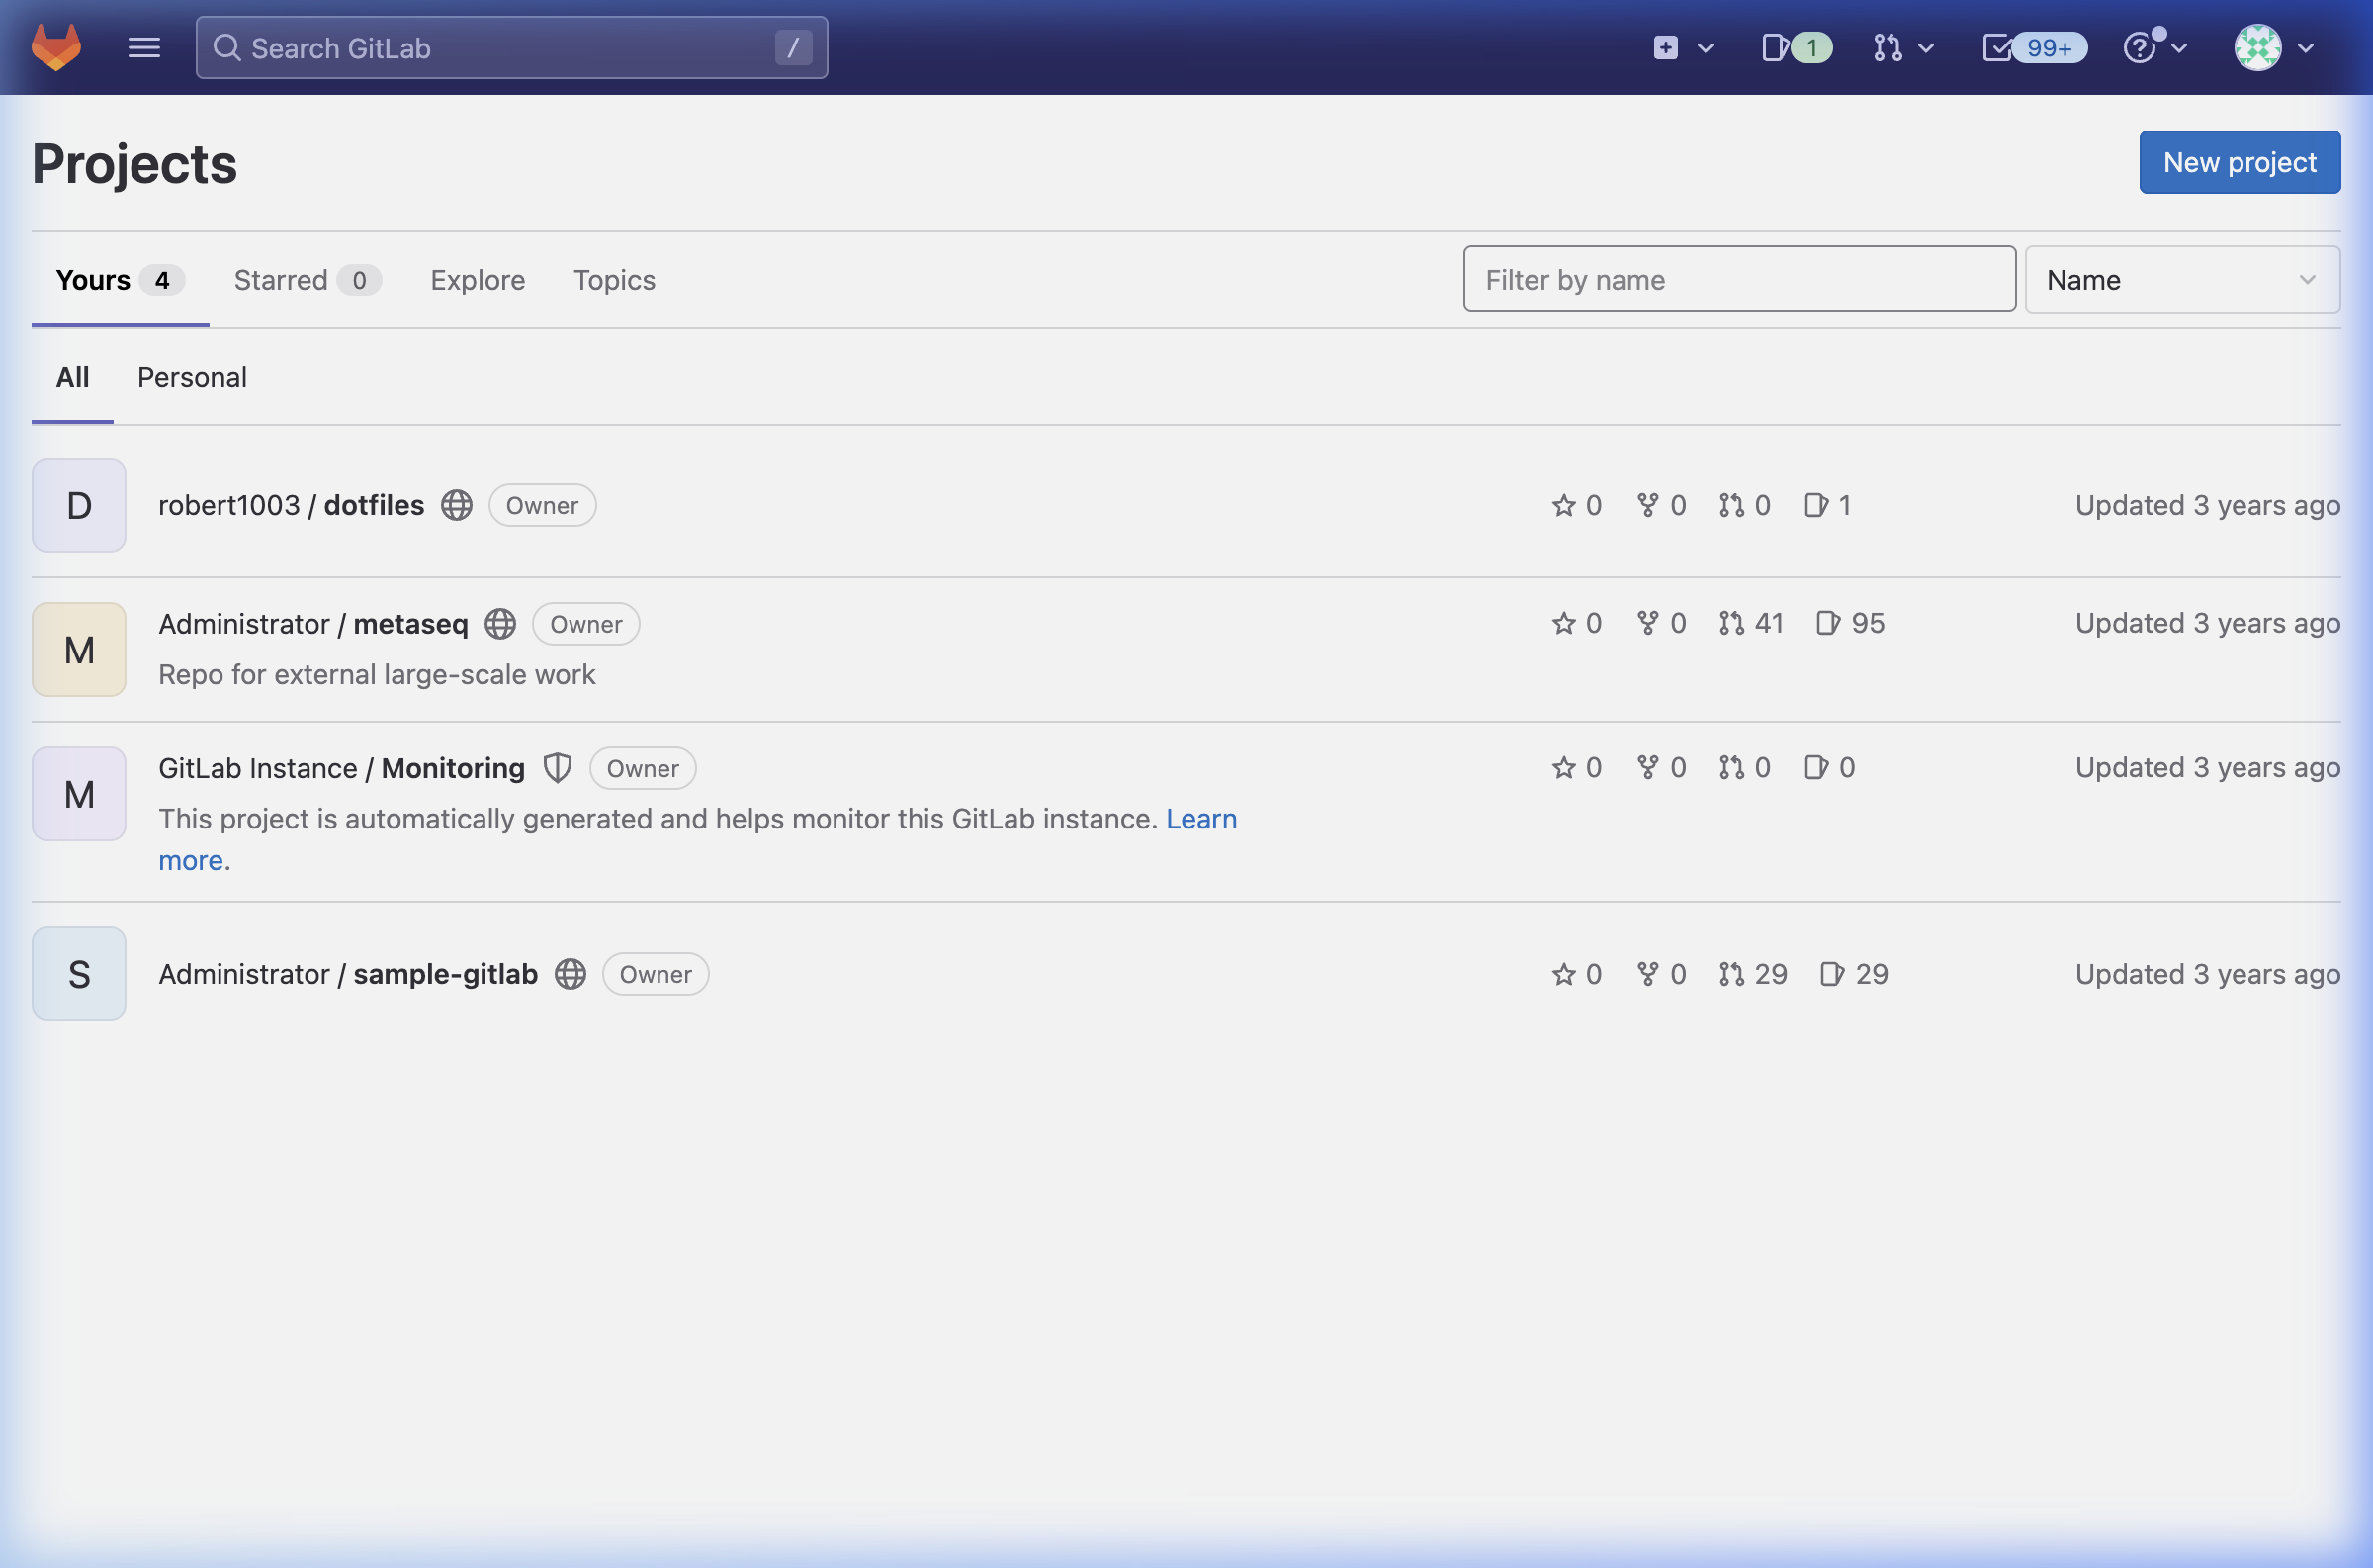 Search GitLab /
1
99+
Projects
New project
Yours 4 Starred 0 Explore Topics
Filter by name
Name
All Personal
D
robert1003 / dotfiles Owner
0 0 0 1
Updated 3 years ago
M
Administrator / metaseq Owner
0 0 41 95
Updated 3 years ago
Repo for external large-scale work
M
GitLab Instance / Monitoring Owner
0 0 0 0
Updated 3 years ago
This project is automatically generated and helps monitor this GitLab instance. Learn
more.
S
Administrator / sample-gitlab Owner
0 0 29 29
Updated 3 years ago